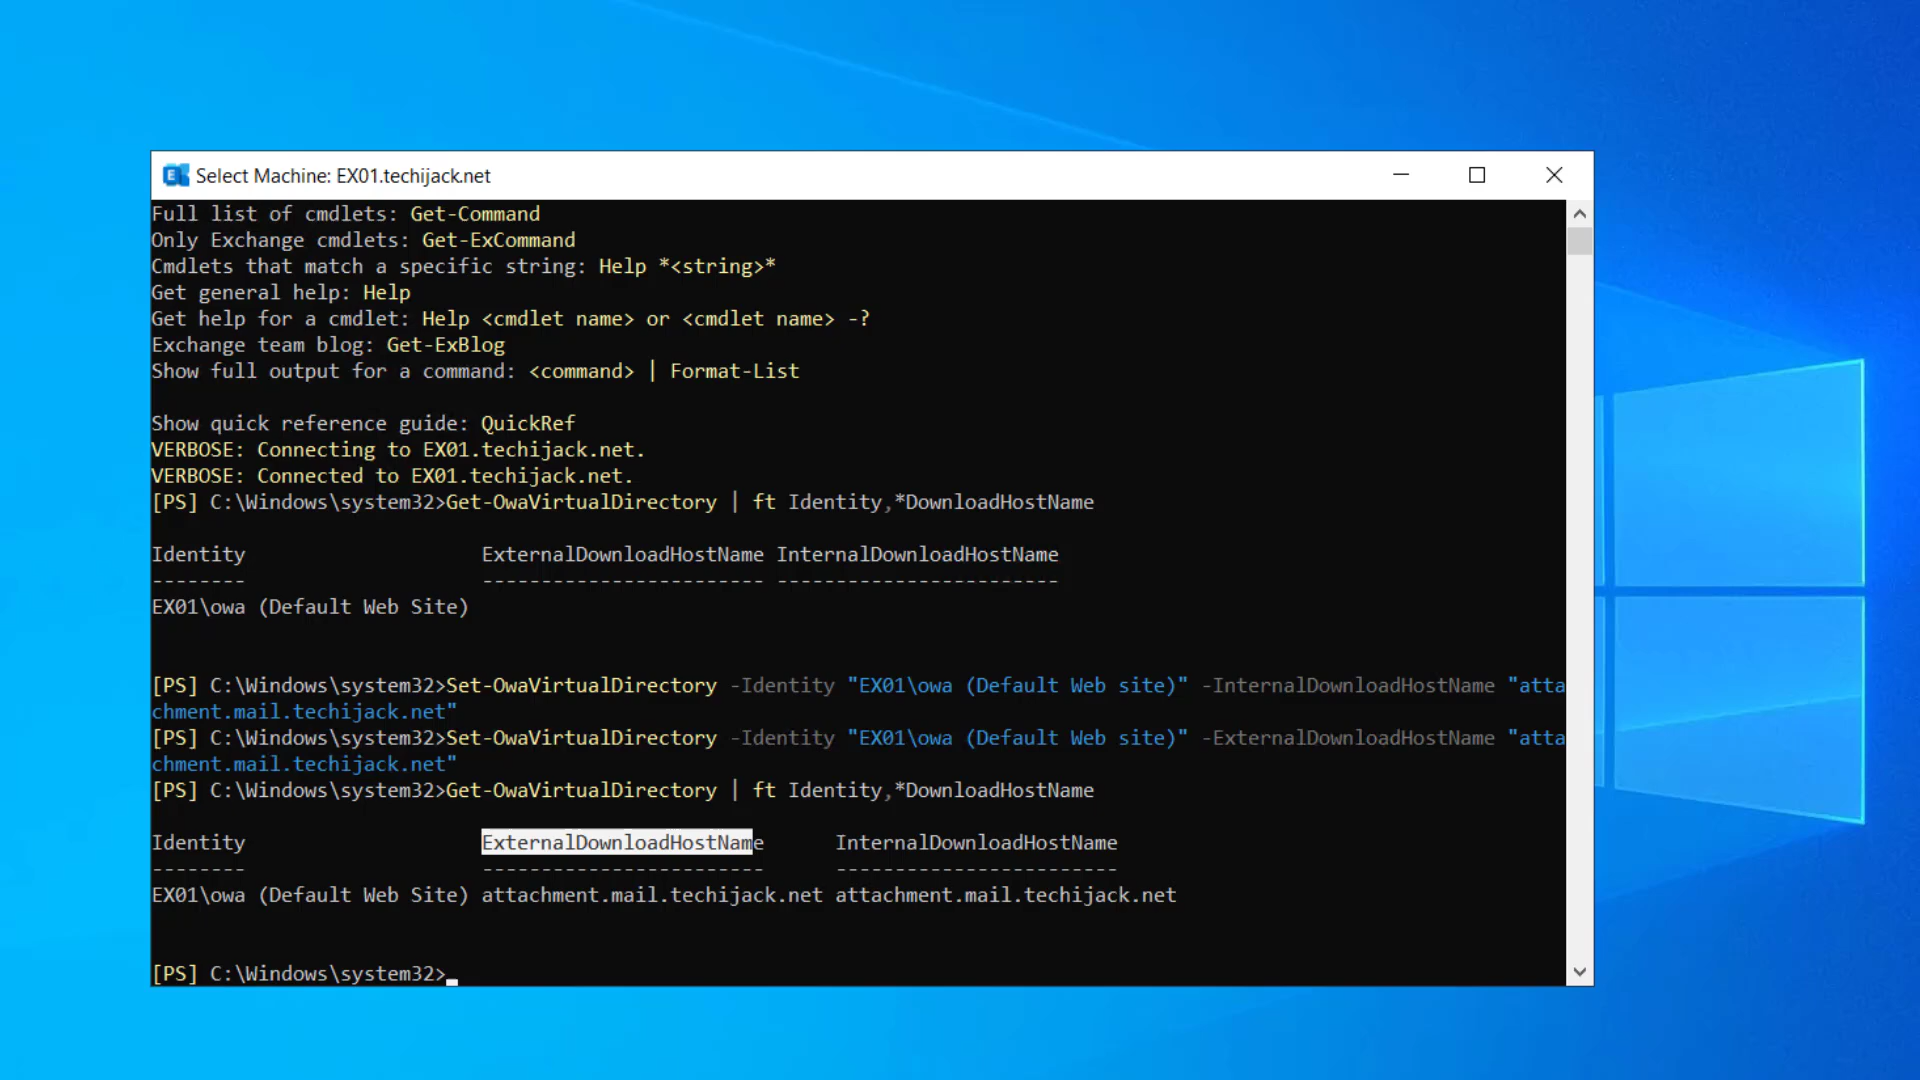 Select Machine: EX01.techijack.net
Full list of cmdlets: Get-Command
Only Exchange cmdlets: Get-ExCommand
Cmdlets that match a specific string: Help *<string>*
Get general help: Help
Get help for a cmdlet: Help <cmdlet name> or <cmdlet name> -?
Exchange team blog: Get-ExBlog
Show full output for a command: <command> | Format-List
Show quick reference guide: QuickRef
VERBOSE: Connecting to EX01.techijack.net.
VERBOSE: Connected to EX01.techijack.net.
[PS] C:\Windows\system32>Get-OwaVirtualDirectory | ft Identity,*DownloadHostName
Identity ExternalDownloadHostName InternalDownloadHostName
-------- ------------------------ ------------------------
EX01\owa (Default Web Site)
[PS] C:\Windows\system32>Set-OwaVirtualDirectory -Identity "EX01\owa (Default Web site)" -InternalDownloadHostName "atta
chment.mail.techijack.net"
[PS] C:\Windows\system32>Set-OwaVirtualDirectory -Identity "EX01\owa (Default Web site)" -ExternalDownloadHostName "atta
chment.mail.techijack.net"
[PS] C:\Windows\system32>Get-OwaVirtualDirectory | ft Identity,*DownloadHostName
Identity ExternalDownloadHostName InternalDownloadHostName
-------- ------------------------ ------------------------
EX01\owa (Default Web Site) attachment.mail.techijack.net attachment.mail.techijack.net
[PS] C:\Windows\system32>